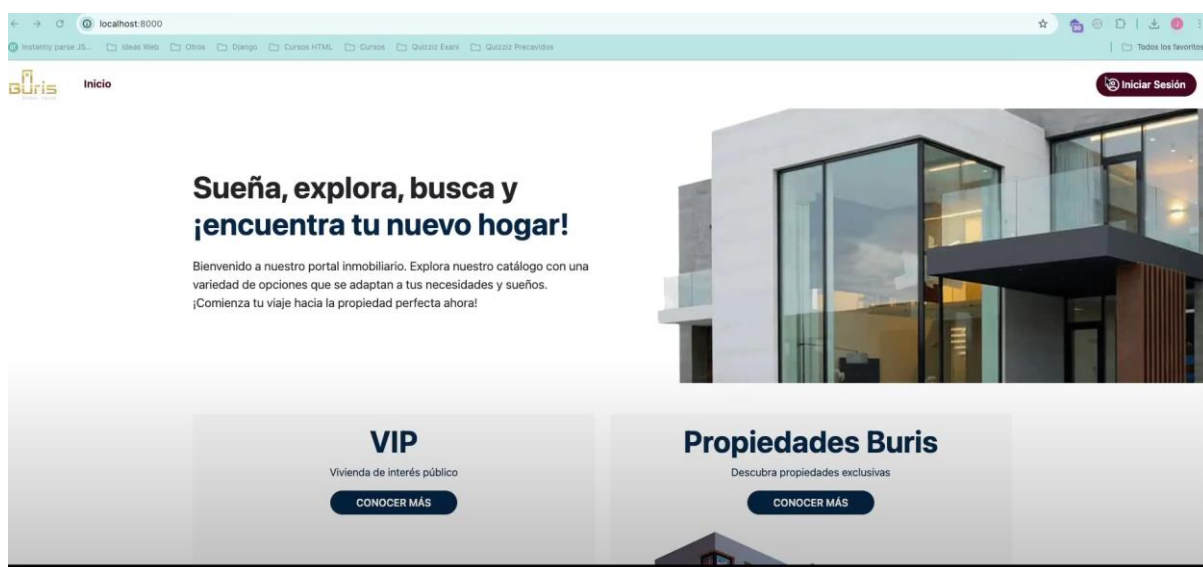 localhost:8000
Instantly parse JS... Ideas Web Otros Django Cursos HTML Cursos Quizziz Exani Quizziz Precavidos Todos los favoritos
BUris
Inicio
Iniciar Sesión
Sueña, explora, busca y
¡encuentra tu nuevo hogar!
Bienvenido a nuestro portal inmobiliario. Explora nuestro catálogo con una
variedad de opciones que se adaptan a tus necesidades y sueños.
¡Comienza tu viaje hacia la propiedad perfecta ahora!
VIP
Vivienda de interés público
CONOCER MÁS
Propiedades Buris
Descubra propiedades exclusivas
CONOCER MÁS